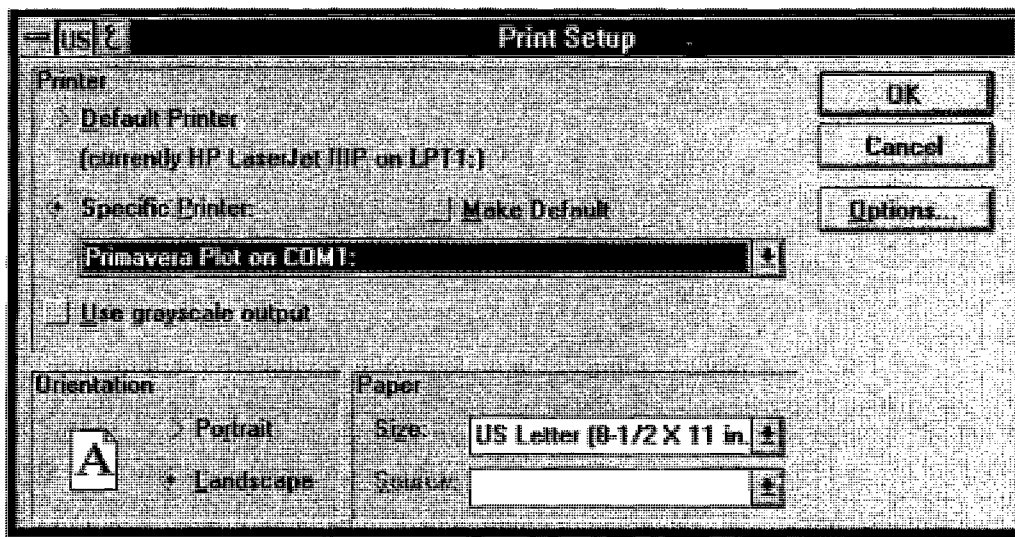 US
Print Setup
Printer
Default Printer
(currently HP LaserJet IIIP on LPT1:)
Specific Printer:
Make Default
Primavera Plot on COM1:
Use grayscale output
OK
Cancel
Options...
Orientation
Portrait
Landscape
A
Paper
Size:
US Letter (8-1/2 X 11 in.
Source: